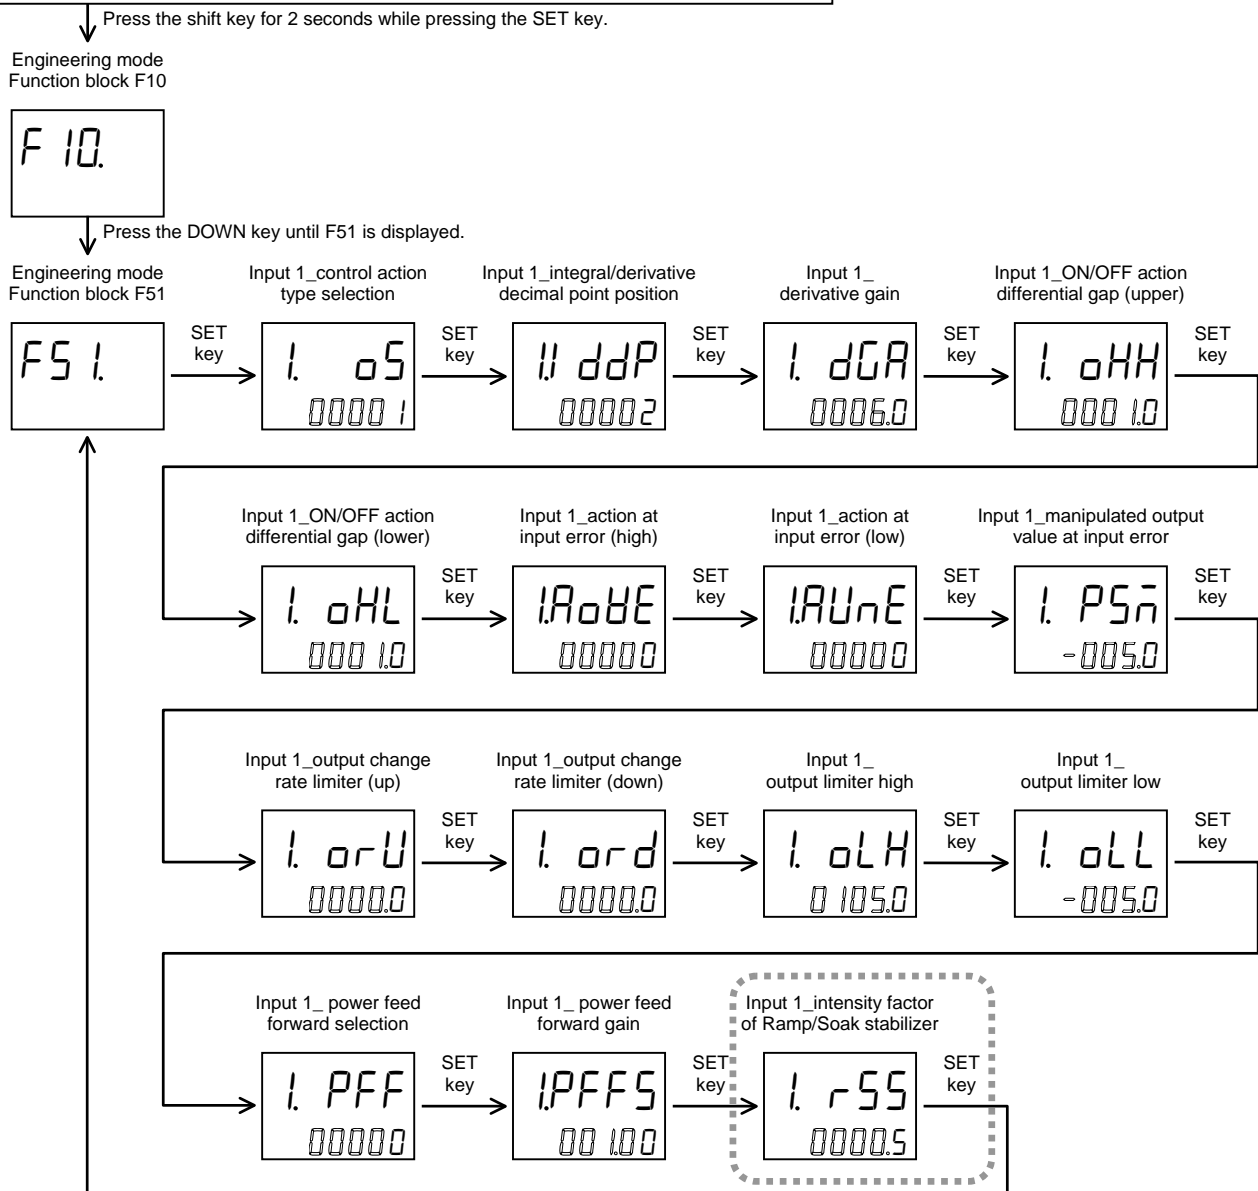 Press the shift key for 2 seconds while pressing the SET key.
Engineering mode
Function block F10
F 10.
Press the DOWN key until F51 is displayed.
Engineering mode
Function block F51
F51.
SET
key
Input 1_control action
type selection
1. oS
00001
SET
key
Input 1_integral/derivative
decimal point position
1.I ddP
00002
SET
key
Input 1_
derivative gain
1. dGA
0006.0
SET
key
Input 1_ON/OFF action
differential gap (upper)
1. oHH
0001.0
SET
key
Input 1_ON/OFF action
differential gap (lower)
1. oHL
0001.0
SET
key
Input 1_action at
input error (high)
00000
SET
key
Input 1_action at
input error (low)
1.AUnE
00000
SET
key
Input 1_manipulated output
value at input error
-005.0
SET
key
Input 1_output change
rate limiter (up)
1. orU
0000.0
SET
key
Input 1_output change
rate limiter (down)
1. ord
0000.0
SET
key
Input 1_
output limiter high
1. oLH
0105.0
SET
key
Input 1_
output limiter low
1. oLL
-005.0
SET
key
Input 1_ power feed
forward selection
1. PFF
00000
SET
key
Input 1_ power feed
forward gain
1.PFFS
001.00
SET
key
Input 1_intensity factor
of Ramp/Soak stabilizer
1. rSS
0000.5
SET
key